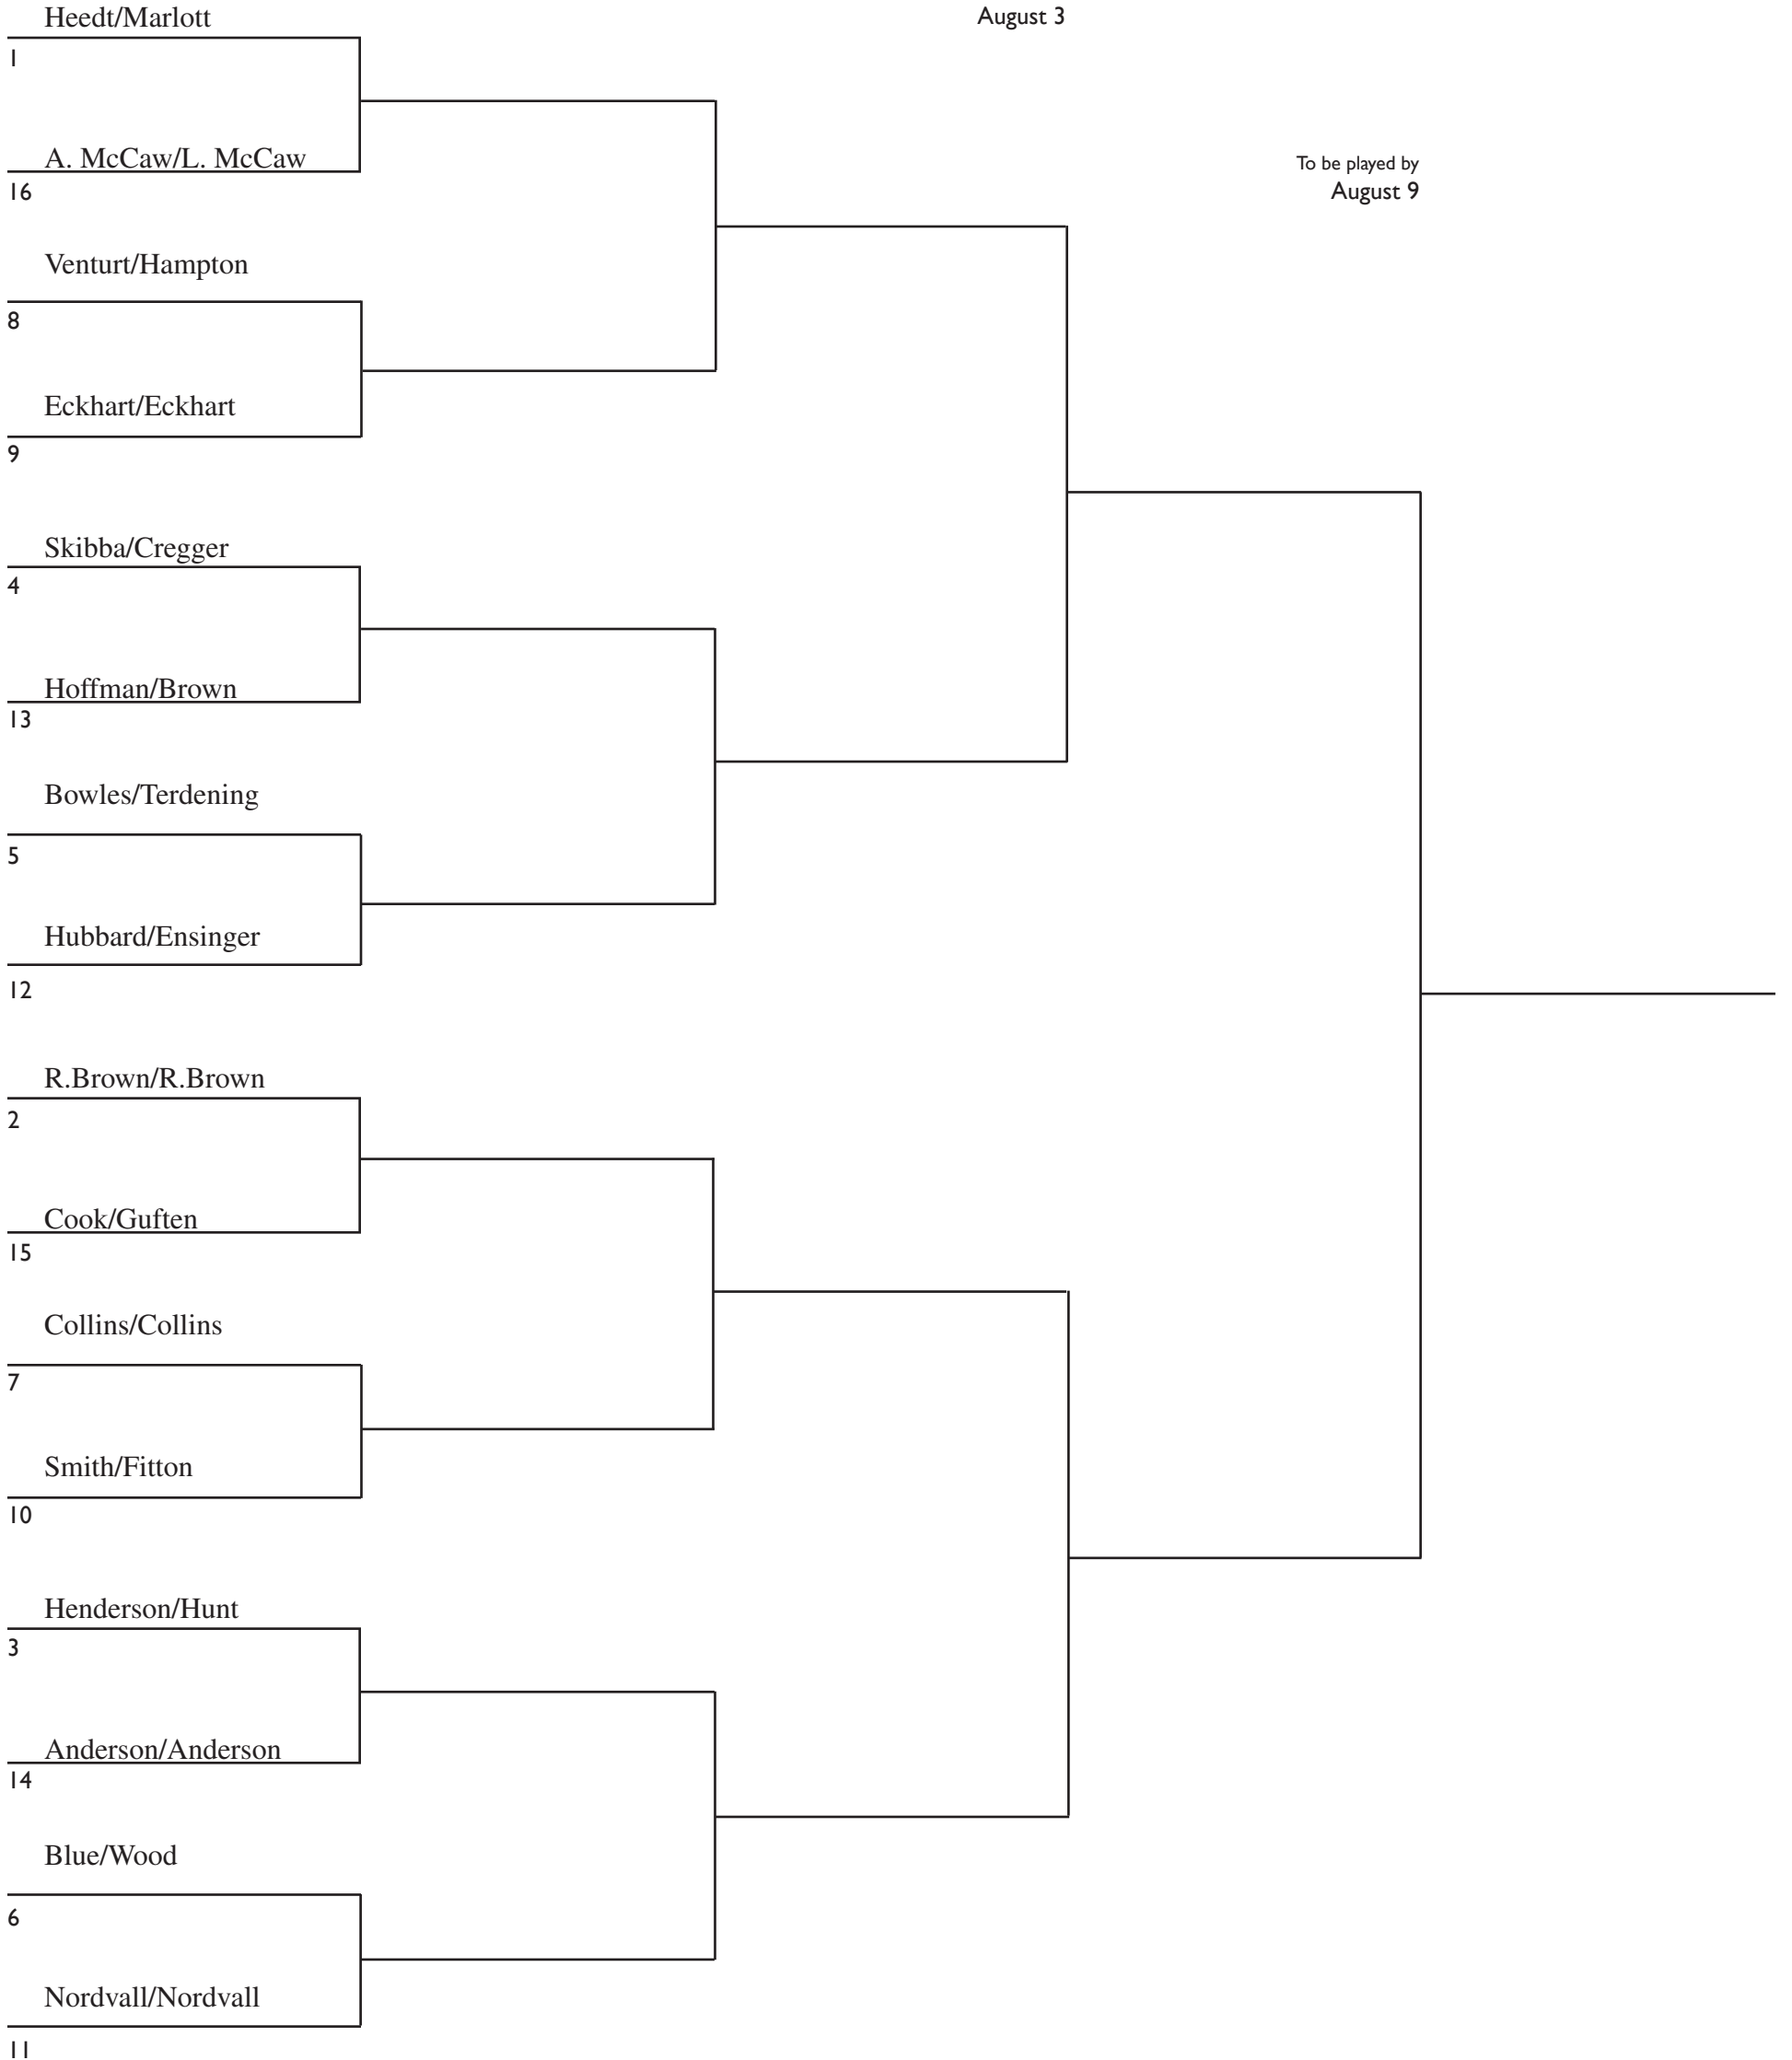 Heedt/Marlott
August 3
1
A. McCaw/L. McCaw
To be played by
August 9
16
Venturt/Hampton
8
Eckhart/Eckhart
9
Skibba/Cregger
4
Hoffman/Brown
13
Bowles/Terdening
5
Hubbard/Ensinger
12
R.Brown/R.Brown
2
Cook/Guften
15
Collins/Collins
7
Smith/Fitton
10
Henderson/Hunt
3
Anderson/Anderson
14
Blue/Wood
6
Nordvall/Nordvall
11